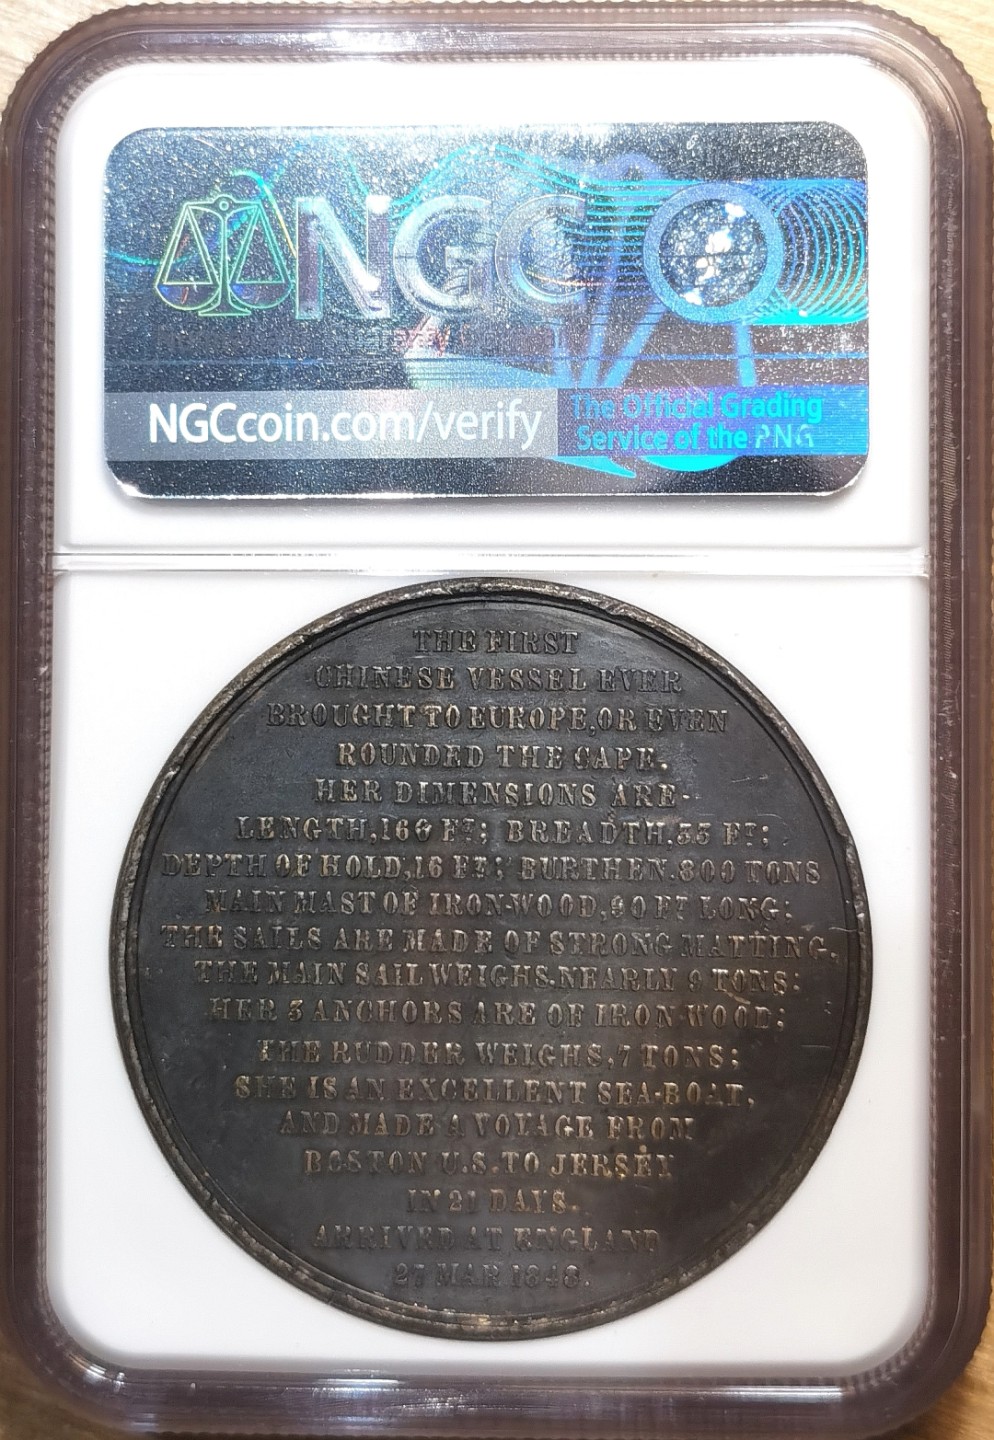 NGC
NGCcoin.com/verify
The Official Grading
Service of the PNG
THE FIRST
CHINESE VESSEL EVER
BROUGHT TO EUROPE, OR EVEN
ROUNDED THE CAPE.
HER DIMENSIONS ARE-
LENGTH, 160 FT; BREADTH, 33 FT;
DEPTH OF HOLD, 16 FT; BURTHEN. 800 TONS
MAIN MAST OF IRON-WOOD, 90 FT LONG;
THE SAILS ARE MADE OF STRONG MATTING.
THE MAIN SAIL WEIGHS. NEARLY 9 TONS;
HER 3 ANCHORS ARE OF IRON-WOOD;
THE RUDDER WEIGHS, 7 TONS;
SHE IS AN EXCELLENT SEA-BOAT,
AND MADE A VOYAGE FROM
BOSTON U.S. TO JERSEY
IN 21 DAYS.
ARRIVED AT ENGLAND
27 MAR 1848.